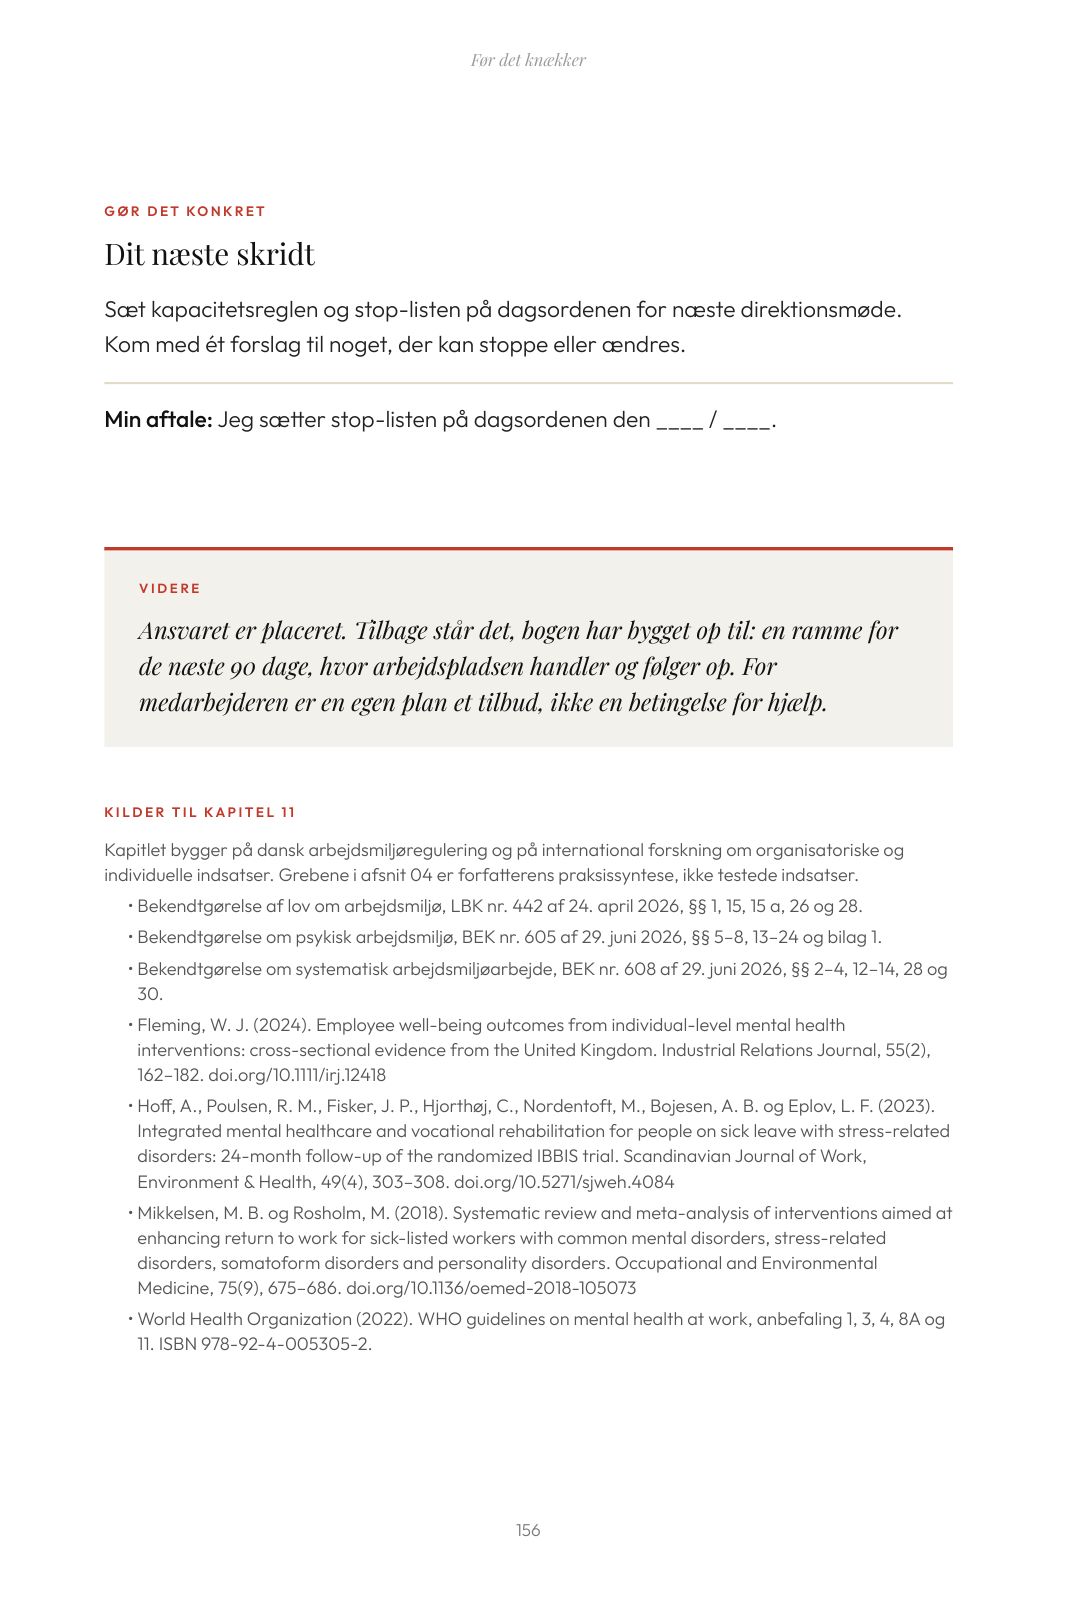 Før det knækker
GØR DET KONKRET
Dit næste skridt
Sæt kapacitetsreglen og stop-listen på dagsordenen for næste direktionsmøde.
Kom med ét forslag til noget, der kan stoppe eller ændres.
Min aftale: Jeg sætter stop-listen på dagsordenen den ____ / ____.
VIDERE
Ansvaret er placeret. Tilbage står det, bogen har bygget op til: en ramme for
de næste 90 dage, hvor arbejdspladsen handler og følger op. For
medarbejderen er en egen plan et tilbud, ikke en betingelse for hjælp.
KILDER TIL KAPITEL 11
Kapitlet bygger på dansk arbejdsmiljøregulering og på international forskning om organisatoriske og
individuelle indsatser. Grebene i afsnit 04 er forfatterens praksissyntese, ikke testede indsatser.
• Bekendtgørelse af lov om arbejdsmiljø, LBK nr. 442 af 24. april 2026, §§ 1, 15, 15 a, 26 og 28.
• Bekendtgørelse om psykisk arbejdsmiljø, BEK nr. 605 af 29. juni 2026, §§ 5–8, 13–24 og bilag 1.
• Bekendtgørelse om systematisk arbejdsmiljøarbejde, BEK nr. 608 af 29. juni 2026, §§ 2–4, 12–14, 28 og
30.
• Fleming, W. J. (2024). Employee well-being outcomes from individual-level mental health
interventions: cross-sectional evidence from the United Kingdom. Industrial Relations Journal, 55(2),
162–182. doi.org/10.1111/irj.12418
• Hoff, A., Poulsen, R. M., Fisker, J. P., Hjorthøj, C., Nordentoft, M., Bojesen, A. B. og Eplov, L. F. (2023).
Integrated mental healthcare and vocational rehabilitation for people on sick leave with stress-related
disorders: 24-month follow-up of the randomized IBBIS trial. Scandinavian Journal of Work,
Environment & Health, 49(4), 303–308. doi.org/10.5271/sjweh.4084
• Mikkelsen, M. B. og Rosholm, M. (2018). Systematic review and meta-analysis of interventions aimed at
enhancing return to work for sick-listed workers with common mental disorders, stress-related
disorders, somatoform disorders and personality disorders. Occupational and Environmental
Medicine, 75(9), 675–686. doi.org/10.1136/oemed-2018-105073
• World Health Organization (2022). WHO guidelines on mental health at work, anbefaling 1, 3, 4, 8A og
11. ISBN 978-92-4-005305-2.
156